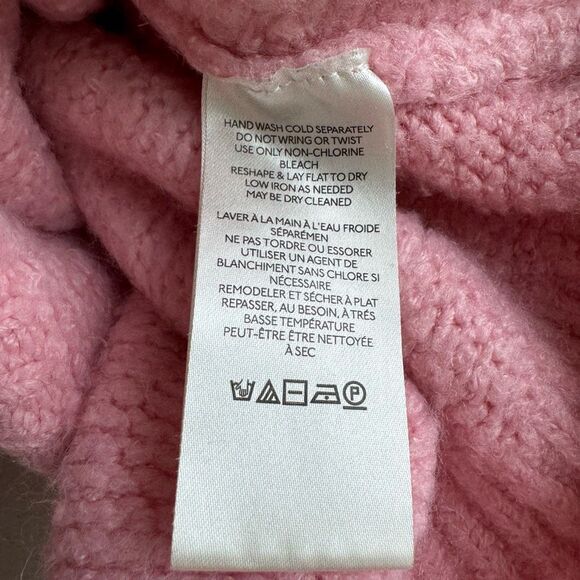 HAND WASH COLD SEPARATELY
DO NOT WRING OR TWIST
USE ONLY NON-CHLORINE
BLEACH
RESHAPE & LAY FLAT TO DRY
LOW IRON AS NEEDED
MAY BE DRY CLEANED
LAVER À LA MAIN À L'EAU FROIDE
SÉPARÉMEN
NE PAS TORDRE OU ESSORER
UTILISER UN AGENT DE
BLANCHIMENT SANS CHLORE SI
NÉCESSAIRE
REMODELER ET SÉCHER À PLAT
REPASSER, AU BESOIN, À TRÉS
BASSE TEMPÉRATURE
PEUT-ÊTRE ÊTRE NETTOYÉE
À SEC
P